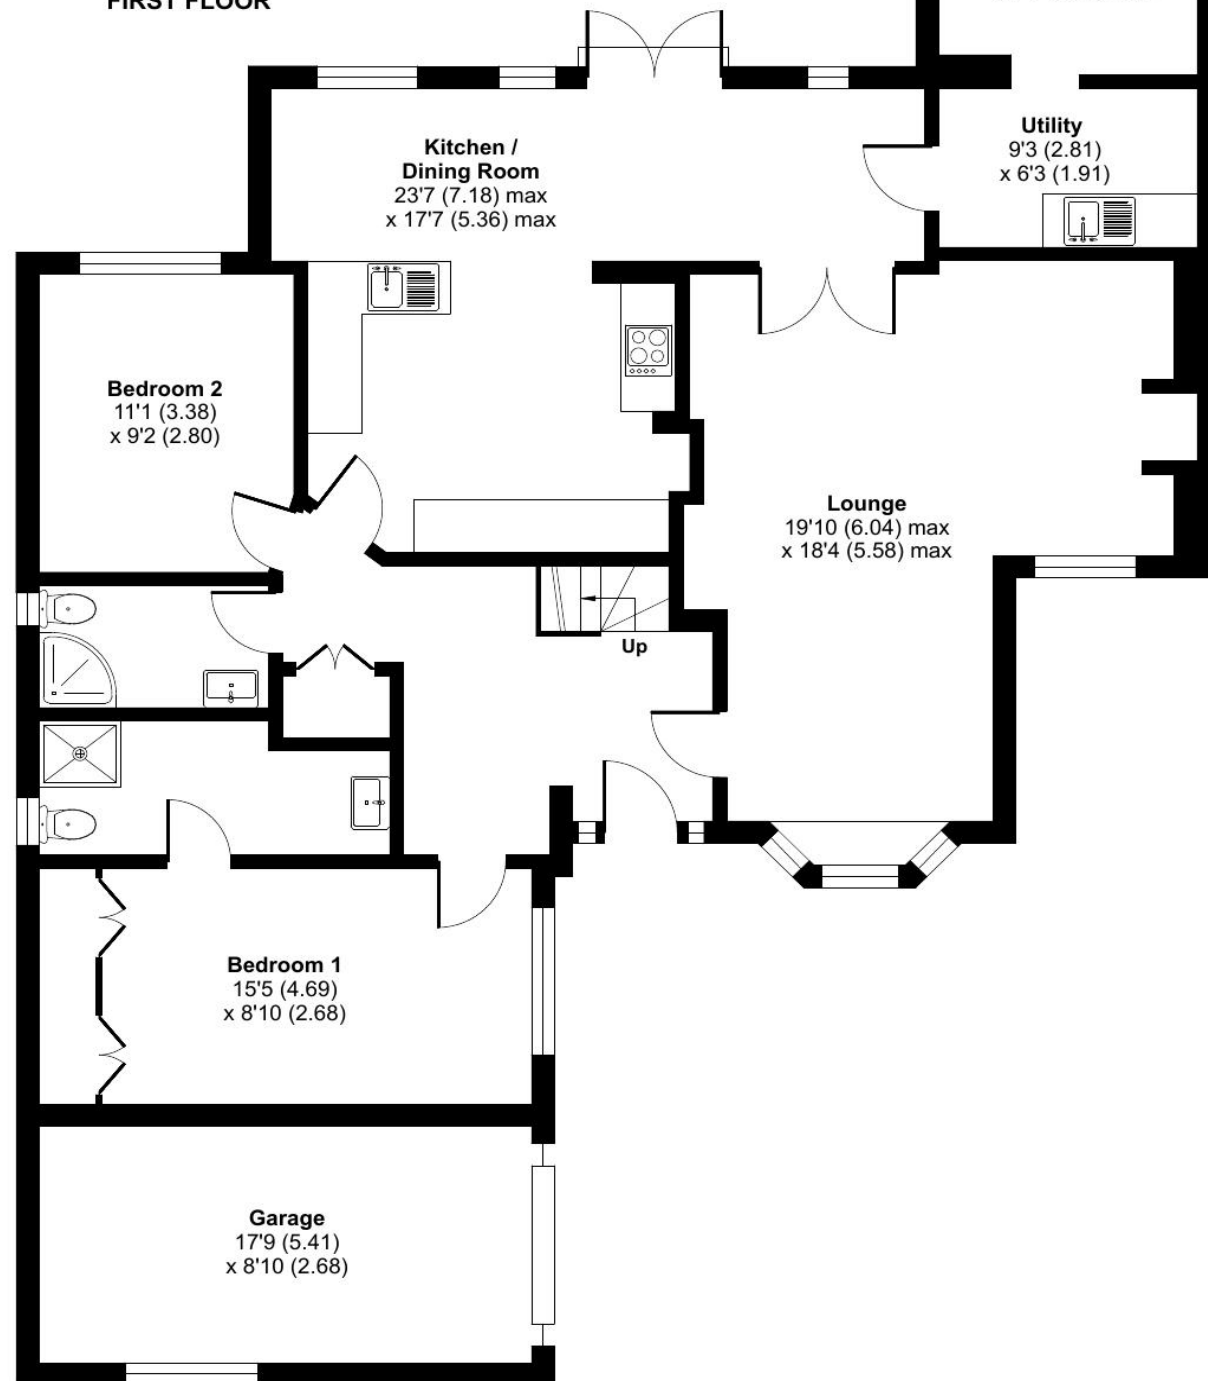 FIRST FLOOR
Kitchen /
Dining Room
23'7 (7.18) max
x 17'7 (5.36) max
Utility
9'3 (2.81)
x 6'3 (1.91)
Bedroom 2
11'1 (3.38)
x 9'2 (2.80)
Lounge
19'10 (6.04) max
x 18'4 (5.58) max
Up
Bedroom 1
15'5 (4.69)
x 8'10 (2.68)
Garage
17'9 (5.41)
x 8'10 (2.68)